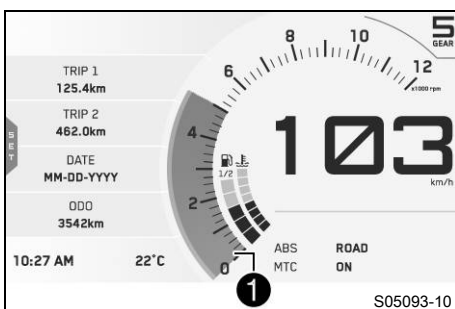 TRIP 1
125.4km
TRIP 2
462.0km
DATE
MM-DD-YYYY
ODO
3542km
10:27 AM 22°C
SET
0
2
4
6
8
10
12
x1000 rpm
1/2
5
GEAR
103
km/h
ABS ROAD
MTC ON
1
S05093-10